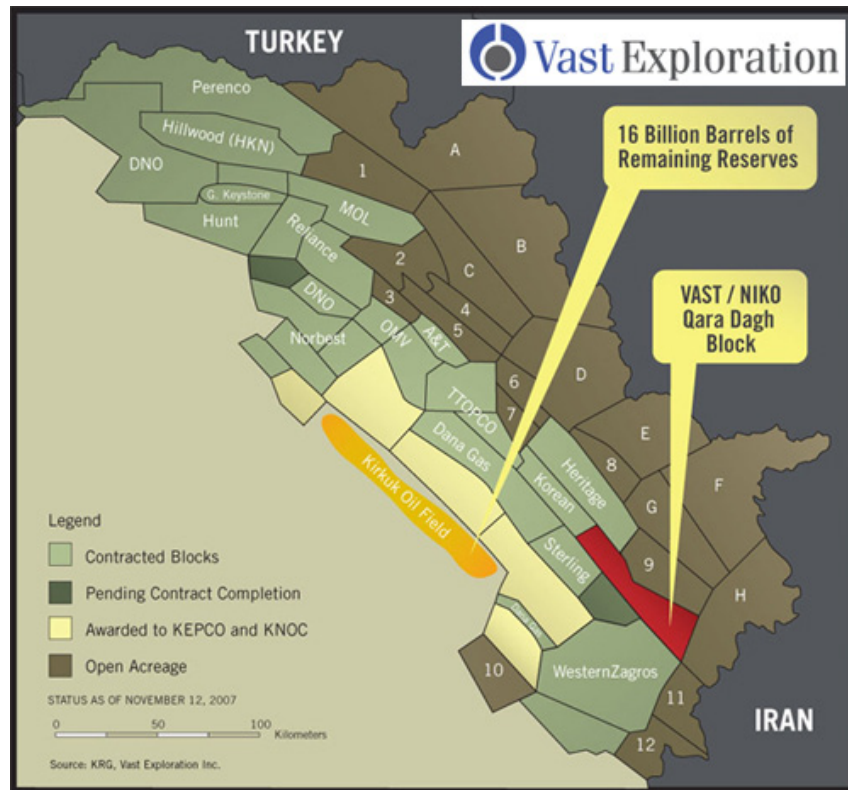 TURKEY
Vast Exploration
Perenco
Hillwood (HKN)
DNO
G. Keystone
Hunt
MOL
Reliance
DNO
Norbest
OMV
A&T
TTOPCO
Dana Gas
Korean
Heritage
Sterling
Dana Gas
WesternZagros
1
2
3
4
5
6
7
8
9
10
11
12
A
B
C
D
E
F
G
H
16 Billion Barrels of
Remaining Reserves
VAST / NIKO
Qara Dagh
Block
Kirkuk Oil Field
IRAN
Legend
Contracted Blocks
Pending Contract Completion
Awarded to KEPCO and KNOC
Open Acreage
STATUS AS OF NOVEMBER 12, 2007
0 50 100
Kilometers
Source: KRG, Vast Exploration Inc.